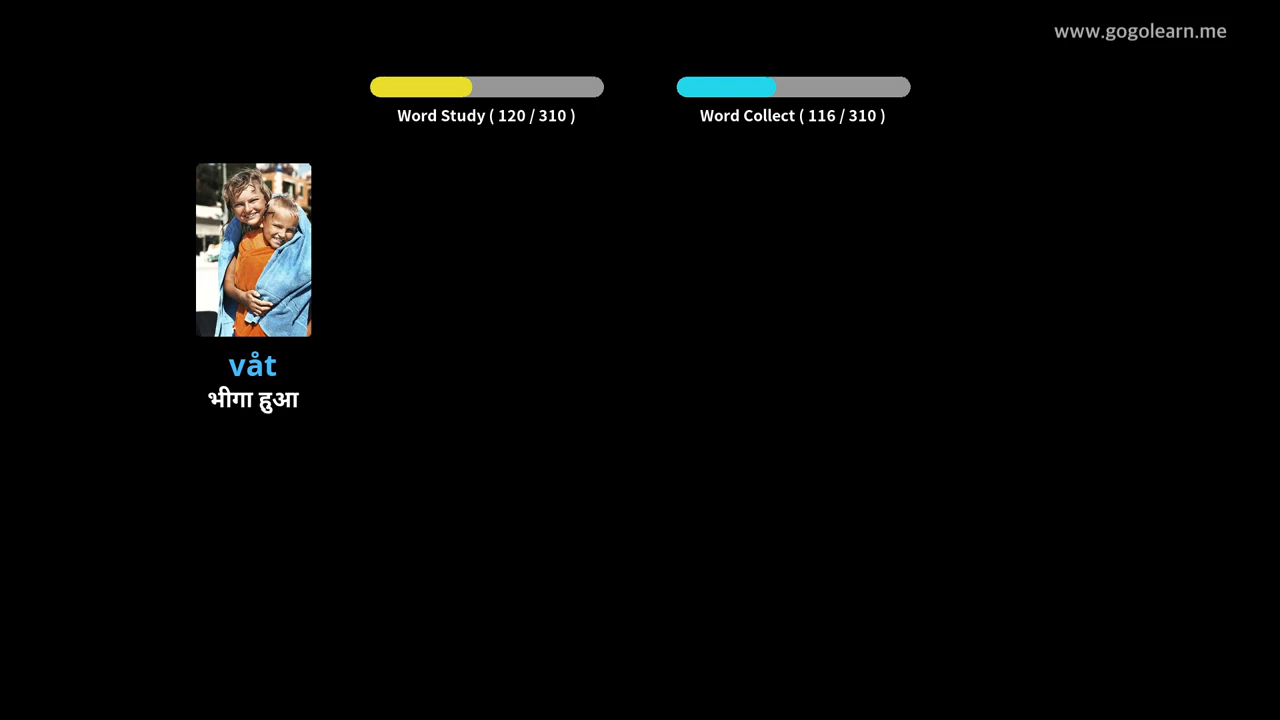 www.gogolearn.me
Word Study ( 120 / 310 )
Word Collect ( 116 / 310 )
våt
भीगा हुआ